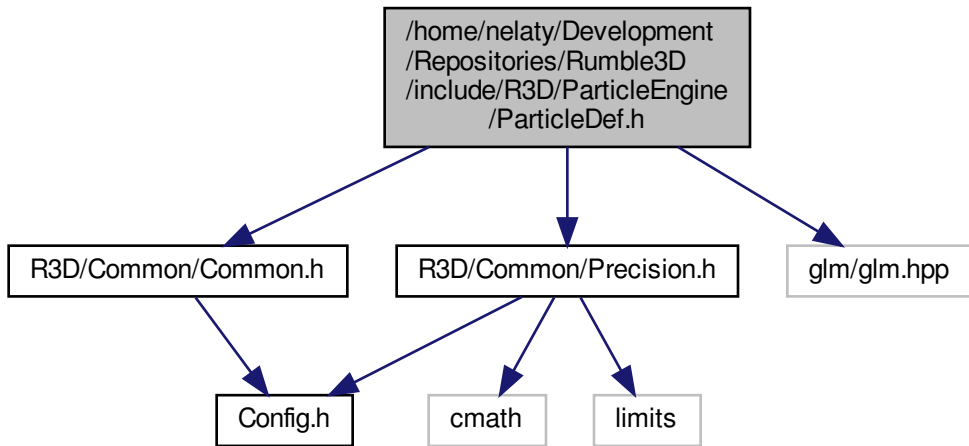 /home/nelaty/Development
/Repositories/Rumble3D
/include/R3D/ParticleEngine
/ParticleDef.h
R3D/Common/Common.h
R3D/Common/Precision.h
glm/glm.hpp
Config.h
cmath
limits